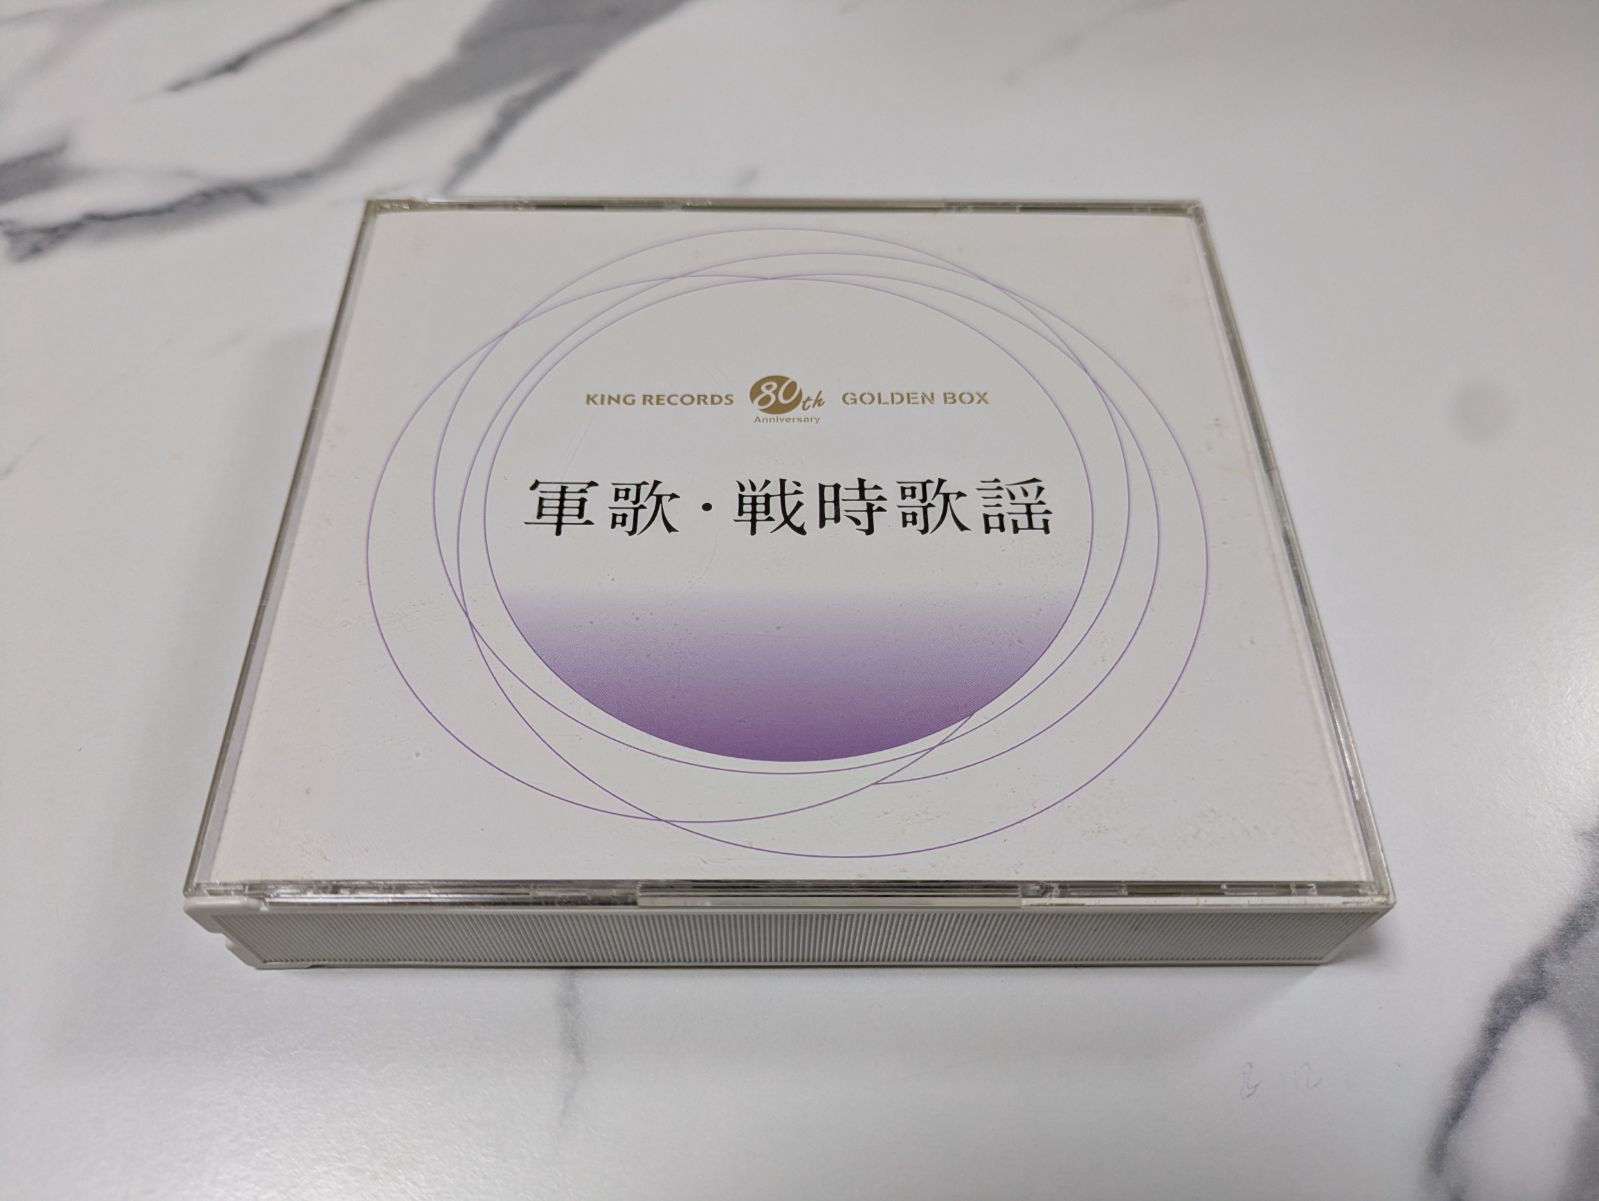 KING RECORDS 80th Anniversary GOLDEN BOX
軍歌・戦時歌謡